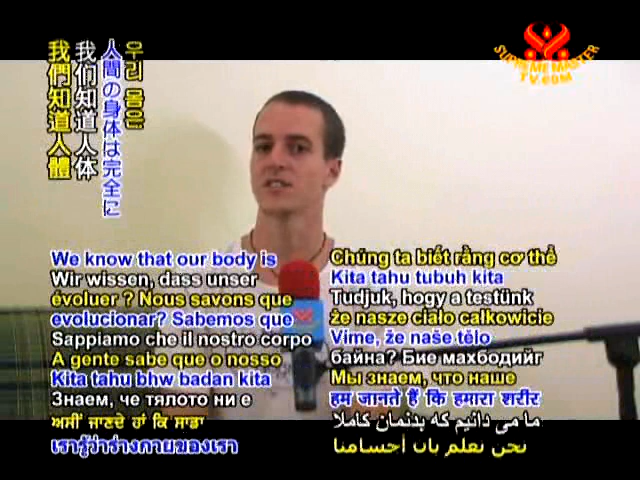 SUPREME MASTER
TV.COM
우리 몸은
人間の身体は完全に
我们知道人体
我們知道人體
We know that our body is
Wir wissen, dass unser
évoluer ? Nous savons que
evolucionar? Sabemos que
Sappiamo che il nostro corpo
A gente sabe que o nosso
Kita tahu bhw badan kita
Знаем, че тялото ни е
ਅਸੀਂ ਜਾਣਦੇ ਹਾਂ ਕਿ ਸਾਡਾ
เรารู้ว่าร่างกายของเรา
Chúng ta biết rằng cơ thể
Kita tahu tubuh kita
Tudjuk, hogy a testünk
że nasze ciało całkowicie
Víme, že naše tělo
байна? Бие махбодийг
Мы знаем, что наше
हम जानते हैं कि हमारा शरीर
ما می دانیم که بدنمان کاملا
نحن نعلم بأن أجسامنا